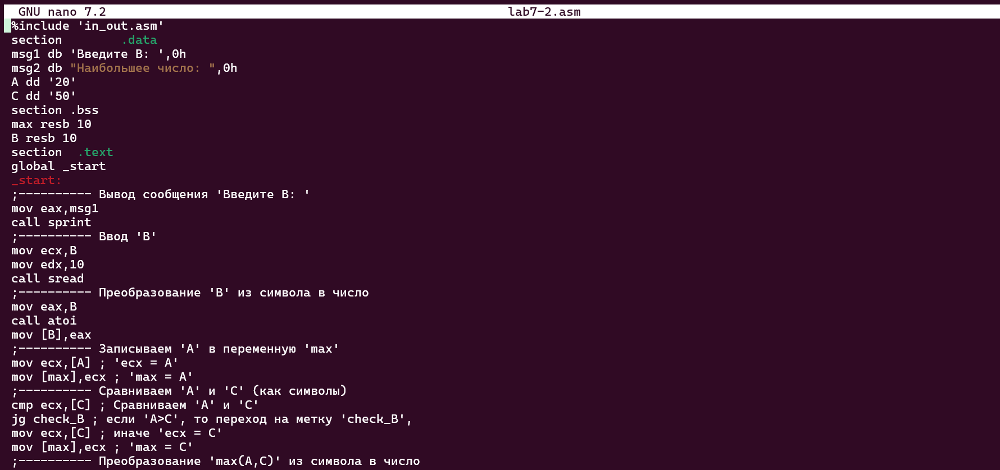 GNU nano 7.2 lab7-2.asm
%include 'in_out.asm'
section .data
msg1 db 'Введите B: ',0h
msg2 db "Наибольшее число: ",0h
A dd '20'
C dd '50'
section .bss
max resb 10
B resb 10
section .text
global _start
_start:
;---------- Вывод сообщения 'Введите B: '
mov eax,msg1
call sprint
;---------- Ввод 'B'
mov ecx,B
mov edx,10
call sread
;---------- Преобразование 'B' из символа в число
mov eax,B
call atoi
mov [B],eax
;---------- Записываем 'A' в переменную 'max'
mov ecx,[A] ; 'ecx = A'
mov [max],ecx ; 'max = A'
;---------- Сравниваем 'A' и 'С' (как символы)
cmp ecx,[C] ; Сравниваем 'A' и 'С'
jg check_B ; если 'A>C', то переход на метку 'check_B',
mov ecx,[C] ; иначе 'ecx = C'
mov [max],ecx ; 'max = C'
;---------- Преобразование 'max(A,C)' из символа в число